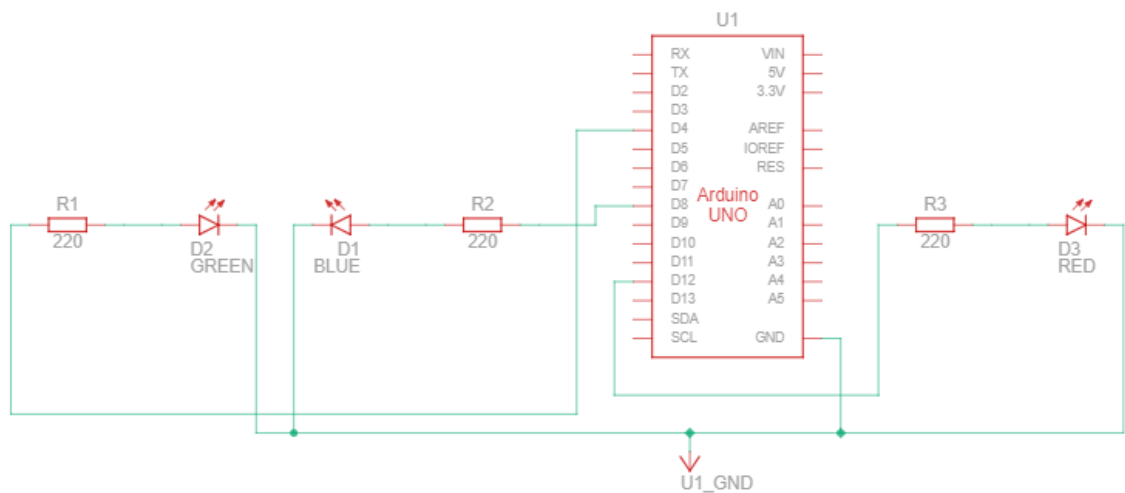 U1
RX
TX
D2
D3
D4
D5
D6
D7
D8
D9
D10
D11
D12
D13
SDA
SCL
VIN
5V
3.3V
AREF
IOREF
RES
A0
A1
A2
A3
A4
A5
GND
Arduino
UNO
R1
220
D2
GREEN
D1
BLUE
R2
220
R3
220
D3
RED
U1_GND